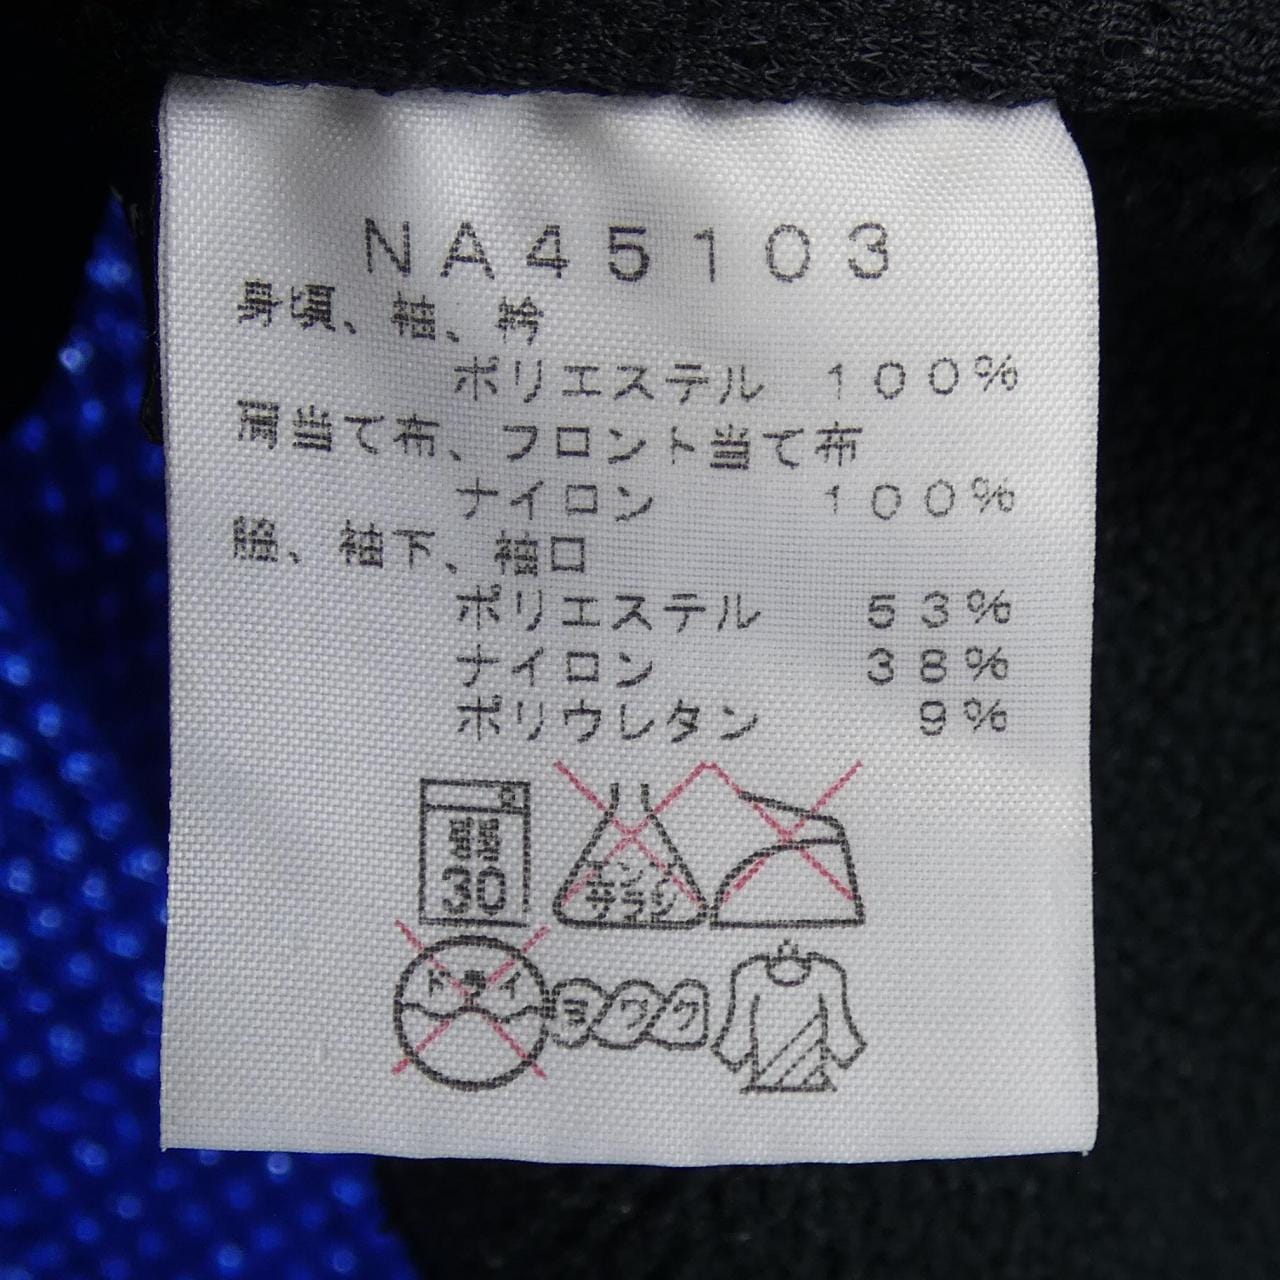 NA45103
身頃、袖、衿
ポリエステル 100%
肩当て布、フロント当て布
ナイロン 100%
脇、袖下、袖口
ポリエステル 53%
ナイロン 38%
ポリウレタン 9%
弱
30
エンソ
サラシ
ドライ
ヨワク